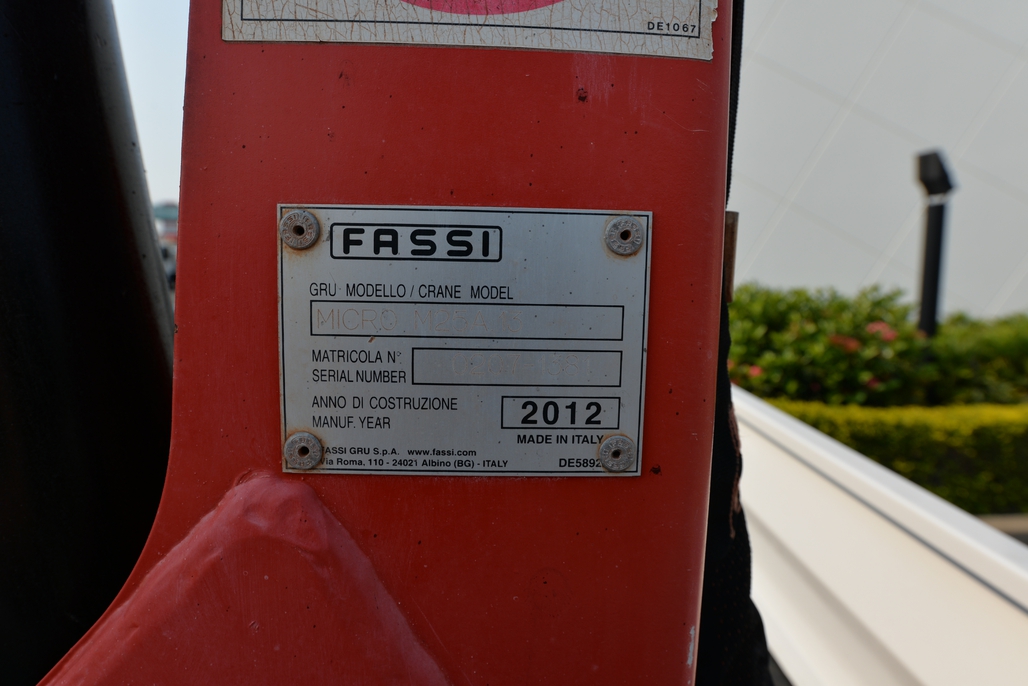 DE1067
FASSI
GRU MODELLO / CRANE MODEL
MICRO
MATRICOLA N°
SERIAL NUMBER
ANNO DI COSTRUZIONE
MANUF. YEAR
2012
MADE IN ITALY
FASSI GRU S.p.A. www.fassi.com
Via Roma, 110 - 24021 Albino (BG) - ITALY
DE5892